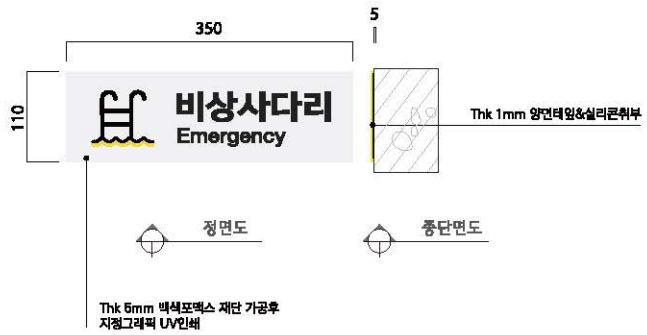 350
5
110
비상사다리
Emergency
Thk 1mm 양면테잎&실리콘취부
정면도
종단면도
Thk 5mm 백색포맥스 재단 가공후
지정그래픽 UV인쇄